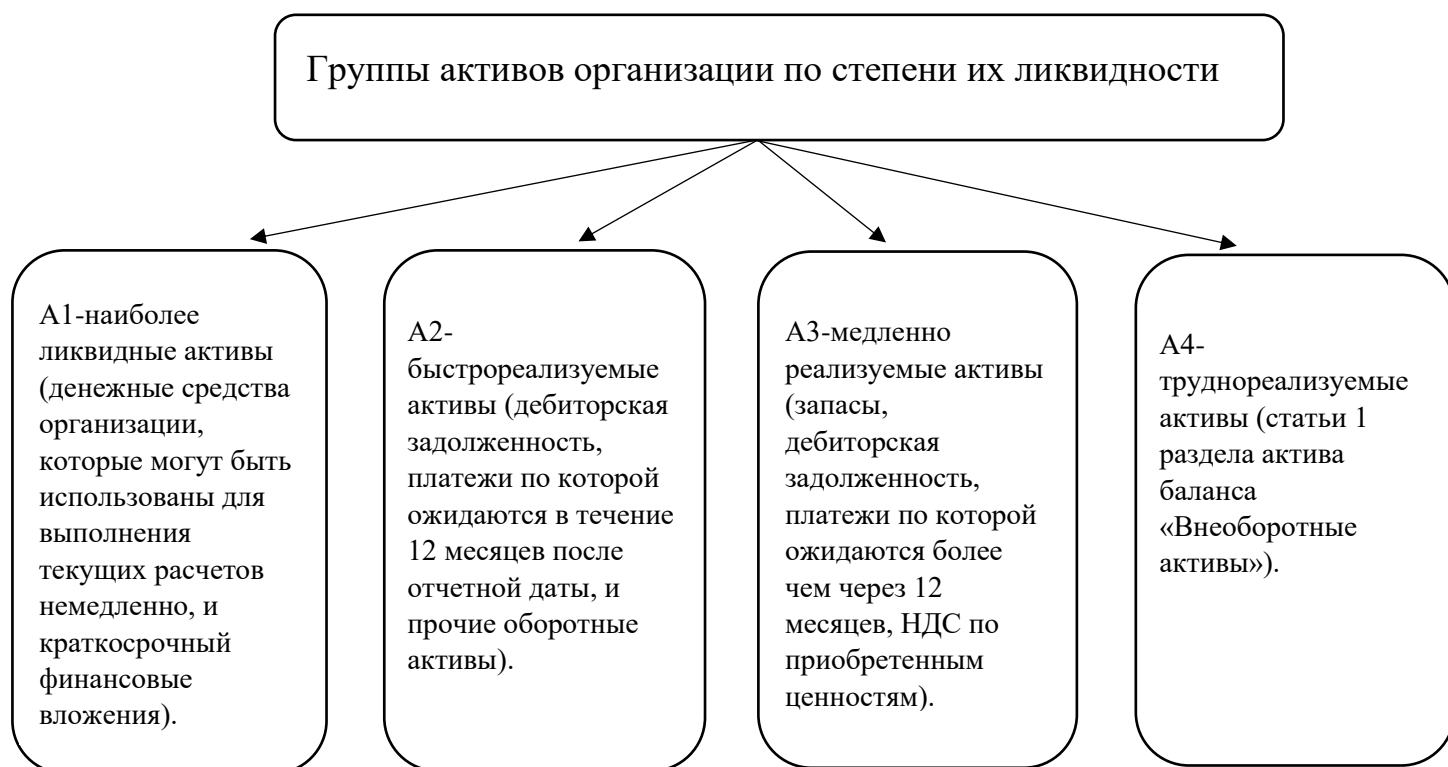 Группы активов организации по степени их ликвидности
А1-наиболее
ликвидные активы
(денежные средства
организации,
которые могут быть
использованы для
выполнения
текущих расчетов
немедленно, и
краткосрочный
финансовые
вложения).
А2-
быстрореализуемые
активы (дебиторская
задолженность,
платежи по которой
ожидаются в течение
12 месяцев после
отчетной даты, и
прочие оборотные
активы).
А3-медленно
реализуемые активы
(запасы,
дебиторская
задолженность,
платежи по которой
ожидаются более
чем через 12
месяцев, НДС по
приобретенным
ценностям).
А4-
труднореализуемые
активы (статьи 1
раздела актива
баланса
«Внеоборотные
активы»).